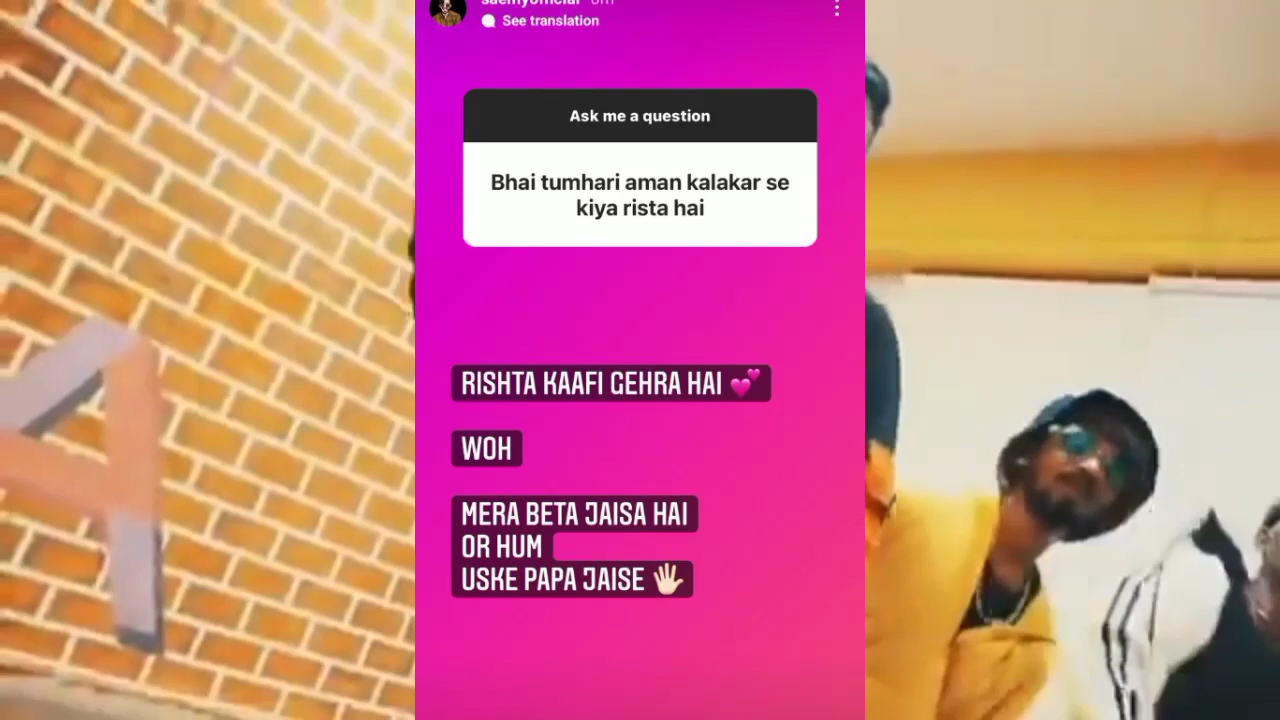 See translation
Ask me a question
Bhai tumhari aman kalakar se
kiya rista hai
RISHTA KAAFI GEHRA HAI 💕
WOH
MERA BETA JAISA HAI
OR HUM
USKE PAPA JAISE 🖐🏻
A